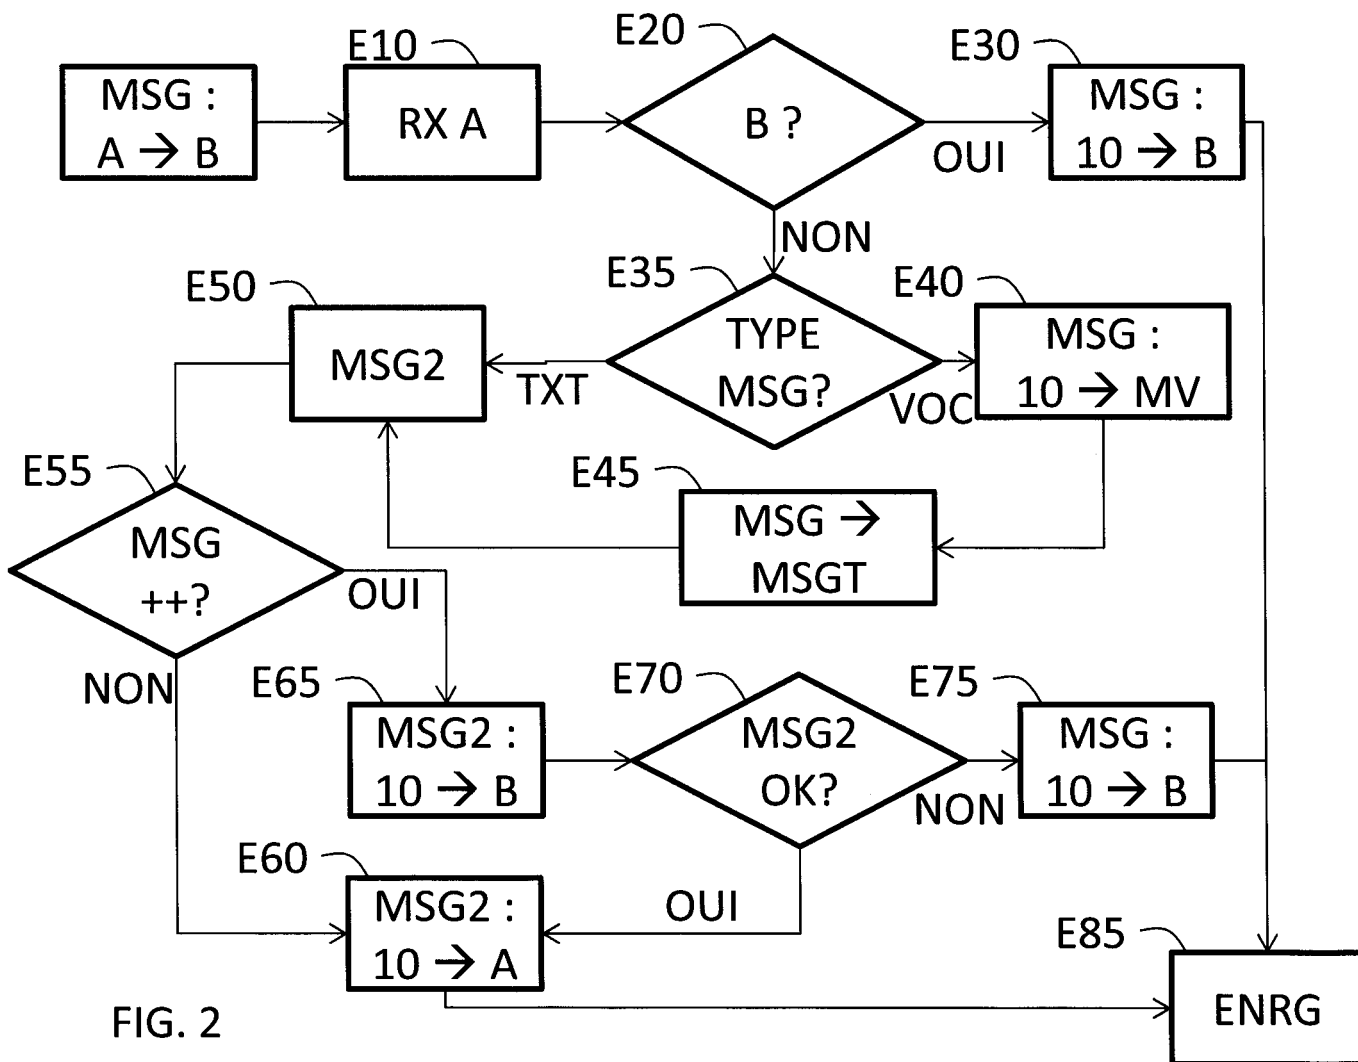 E10
E20
E30
MSG :
A → B
RX A
B ?
OUI
MSG :
10 → B
NON
E50
E35
E40
MSG2
TXT
TYPE
MSG?
VOC
MSG :
10 → MV
E55
E45
MSG
++?
OUI
MSG →
MSGT
NON
E65
E70
E75
MSG2 :
10 → B
MSG2
OK?
NON
MSG :
10 → B
E60
MSG2 :
10 → A
OUI
E85
ENRG
FIG. 2